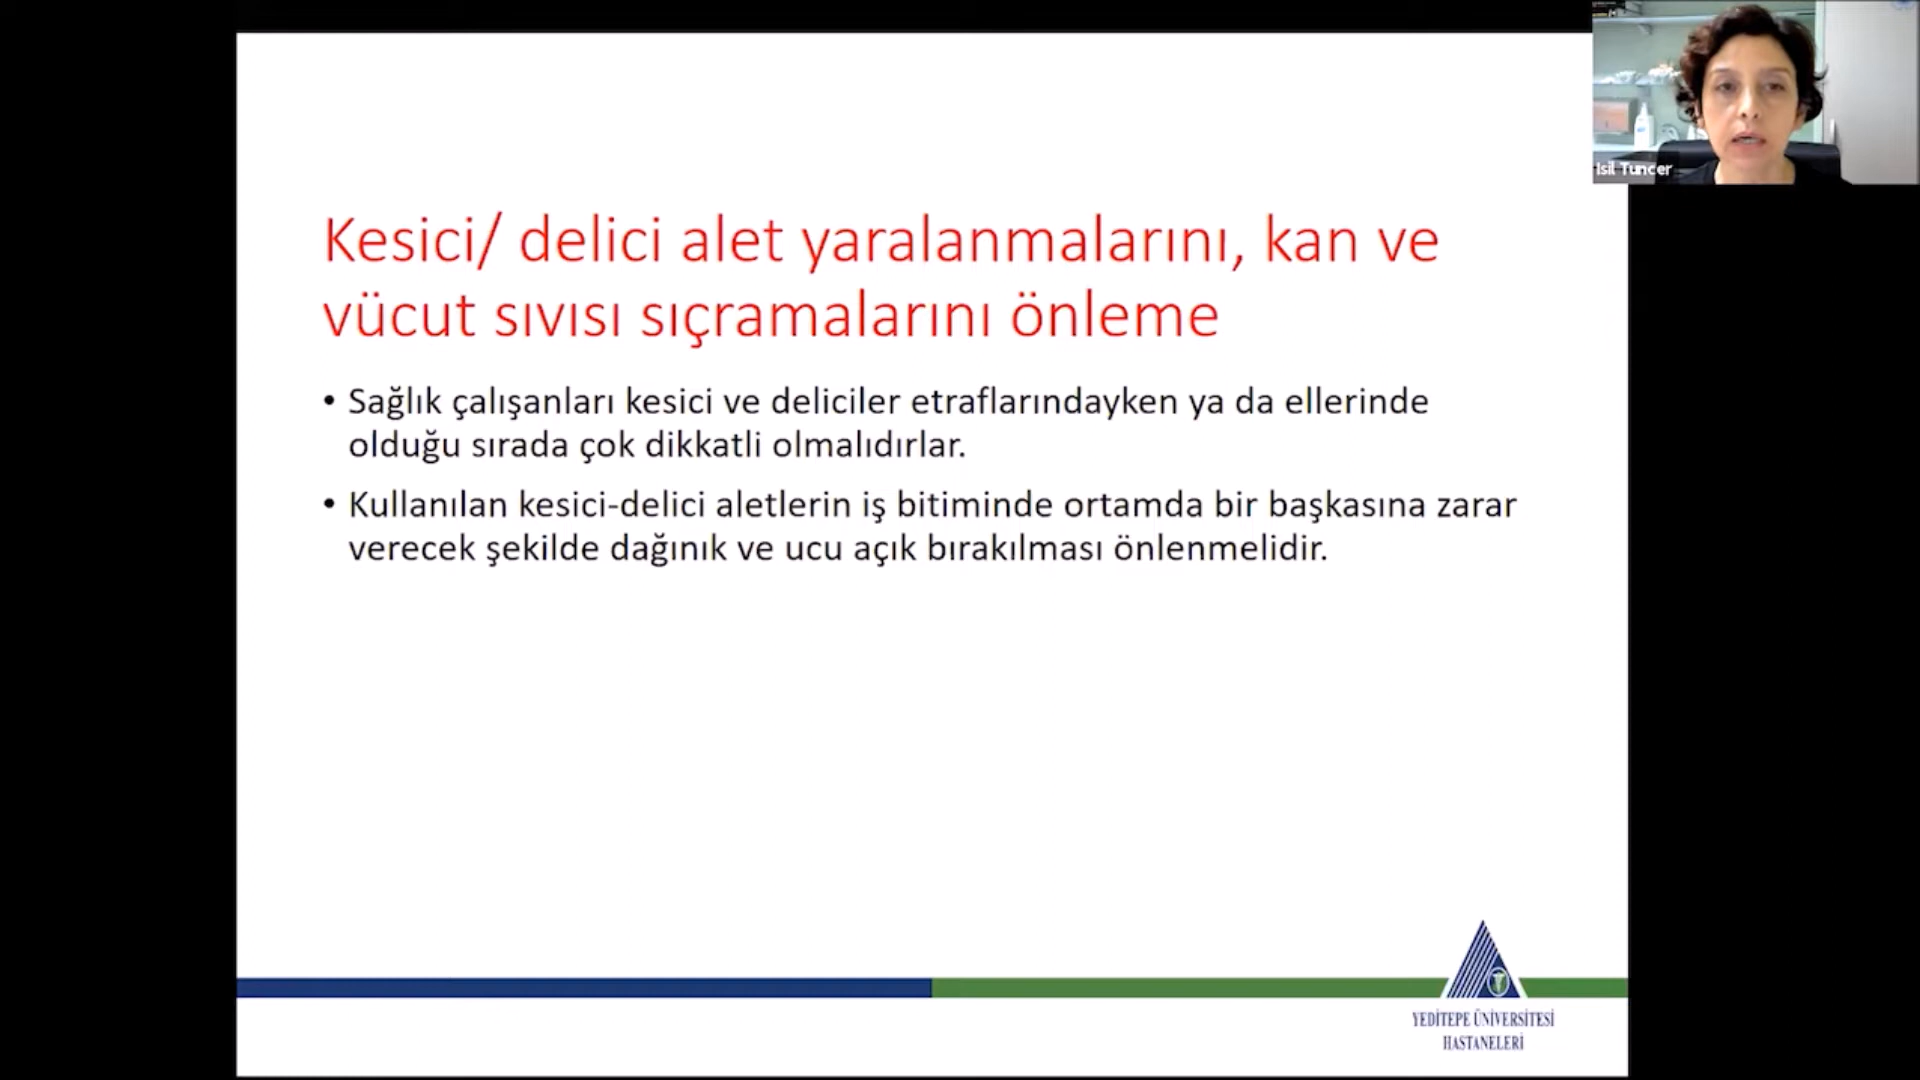 Isil Tuncer
Kesici/ delici alet yaralanmalarını, kan ve
vücut sıvısı sıçramalarını önleme
• Sağlık çalışanları kesici ve deliciler etraflarındayken ya da ellerinde
olduğu sırada çok dikkatli olmalıdırlar.
• Kullanılan kesici-delici aletlerin iş bitiminde ortamda bir başkasına zarar
verecek şekilde dağınık ve ucu açık bırakılması önlenmelidir.
YEDİTEPE ÜNİVERSİTESİ
HASTANELERİ